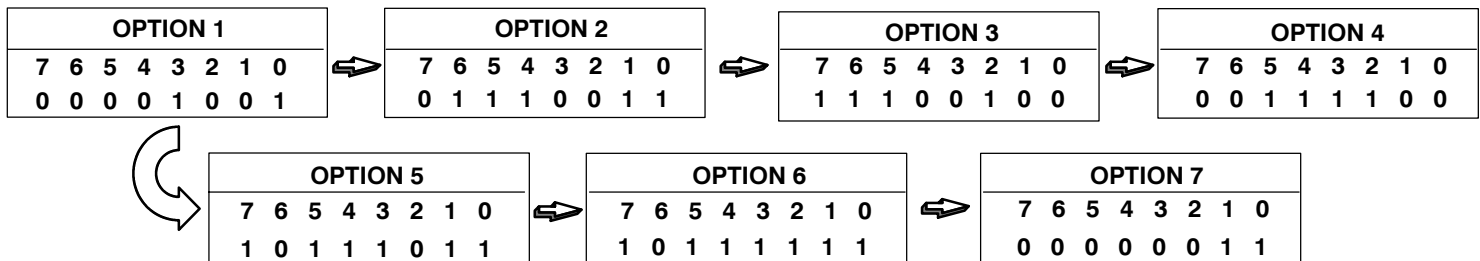 OPTION 1
7 6 5 4 3 2 1 0
0 0 0 0 1 0 0 1
OPTION 2
7 6 5 4 3 2 1 0
0 1 1 1 0 0 1 1
OPTION 3
7 6 5 4 3 2 1 0
1 1 1 0 0 1 0 0
OPTION 4
7 6 5 4 3 2 1 0
0 0 1 1 1 1 0 0
OPTION 5
7 6 5 4 3 2 1 0
1 0 1 1 1 0 1 1
OPTION 6
7 6 5 4 3 2 1 0
1 0 1 1 1 1 1 1
OPTION 7
7 6 5 4 3 2 1 0
0 0 0 0 0 0 1 1